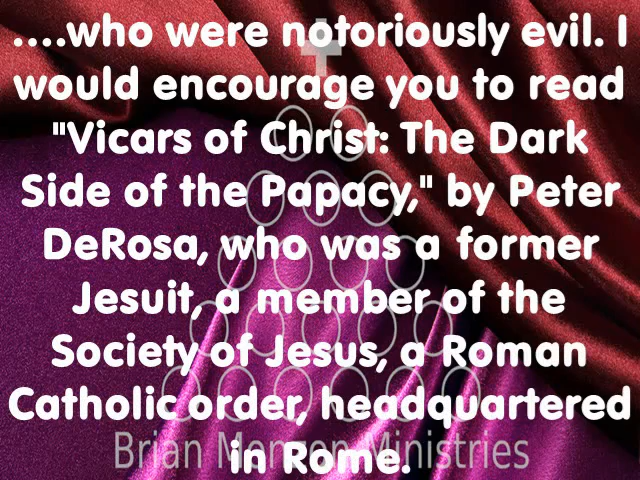 ....who were notoriously evil. I
would encourage you to read
"Vicars of Christ: The Dark
Side of the Papacy," by Peter
DeRosa, who was a former
Jesuit, a member of the
Society of Jesus, a Roman
Catholic order, headquartered
in Rome.
Brian Monzon Ministries